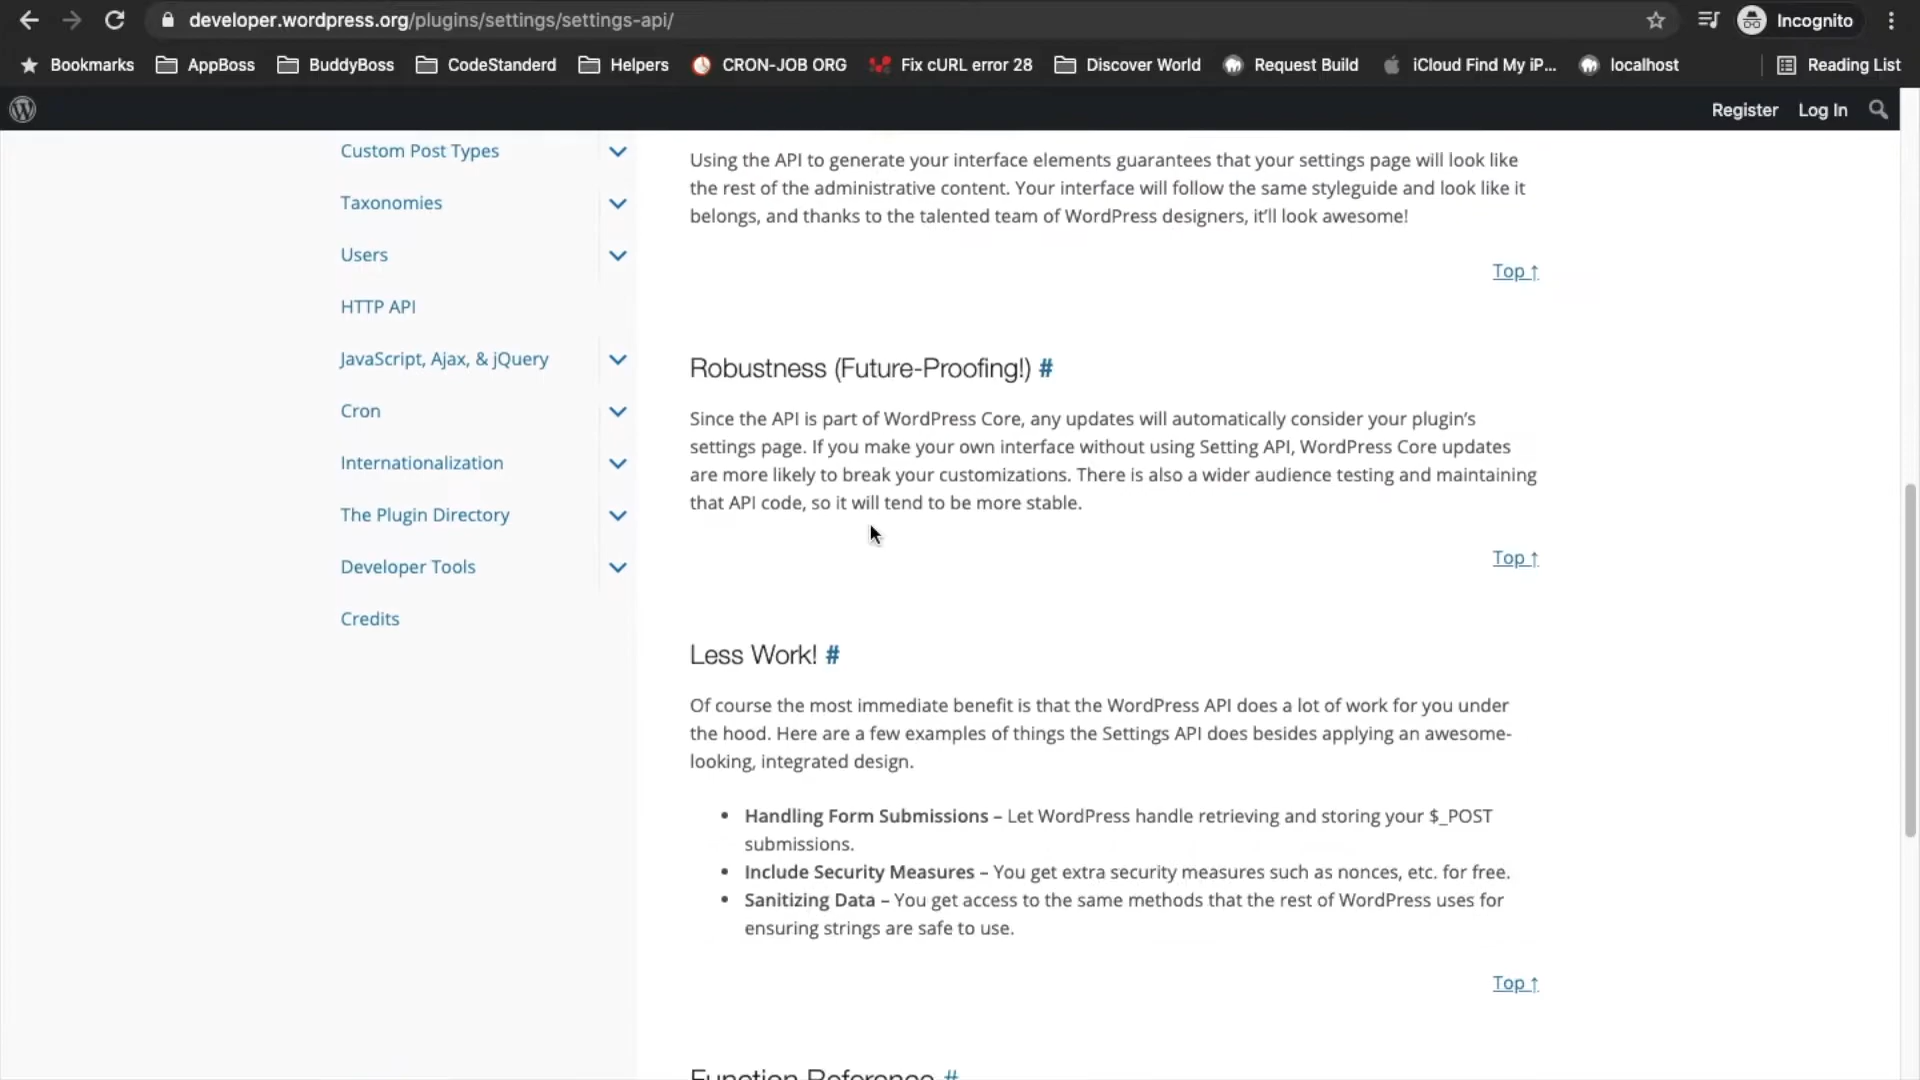 developer.wordpress.org/plugins/settings/settings-api/
Incognito
Bookmarks
AppBoss
BuddyBoss
CodeStanderd
Helpers
CRON-JOB ORG
Fix cURL error 28
Discover World
Request Build
iCloud Find My iP...
localhost
Reading List
Register
Log In
Custom Post Types
Taxonomies
Users
HTTP API
JavaScript, Ajax, & jQuery
Cron
Internationalization
The Plugin Directory
Developer Tools
Credits
Using the API to generate your interface elements guarantees that your settings page will look like
the rest of the administrative content. Your interface will follow the same styleguide and look like it
belongs, and thanks to the talented team of WordPress designers, it’ll look awesome!
Top ↑
Robustness (Future-Proofing!) #
Since the API is part of WordPress Core, any updates will automatically consider your plugin’s
settings page. If you make your own interface without using Setting API, WordPress Core updates
are more likely to break your customizations. There is also a wider audience testing and maintaining
that API code, so it will tend to be more stable.
Top ↑
Less Work! #
Of course the most immediate benefit is that the WordPress API does a lot of work for you under
the hood. Here are a few examples of things the Settings API does besides applying an awesome-
looking, integrated design.
• Handling Form Submissions – Let WordPress handle retrieving and storing your $_POST
submissions.
• Include Security Measures – You get extra security measures such as nonces, etc. for free.
• Sanitizing Data – You get access to the same methods that the rest of WordPress uses for
ensuring strings are safe to use.
Top ↑
Function Reference #